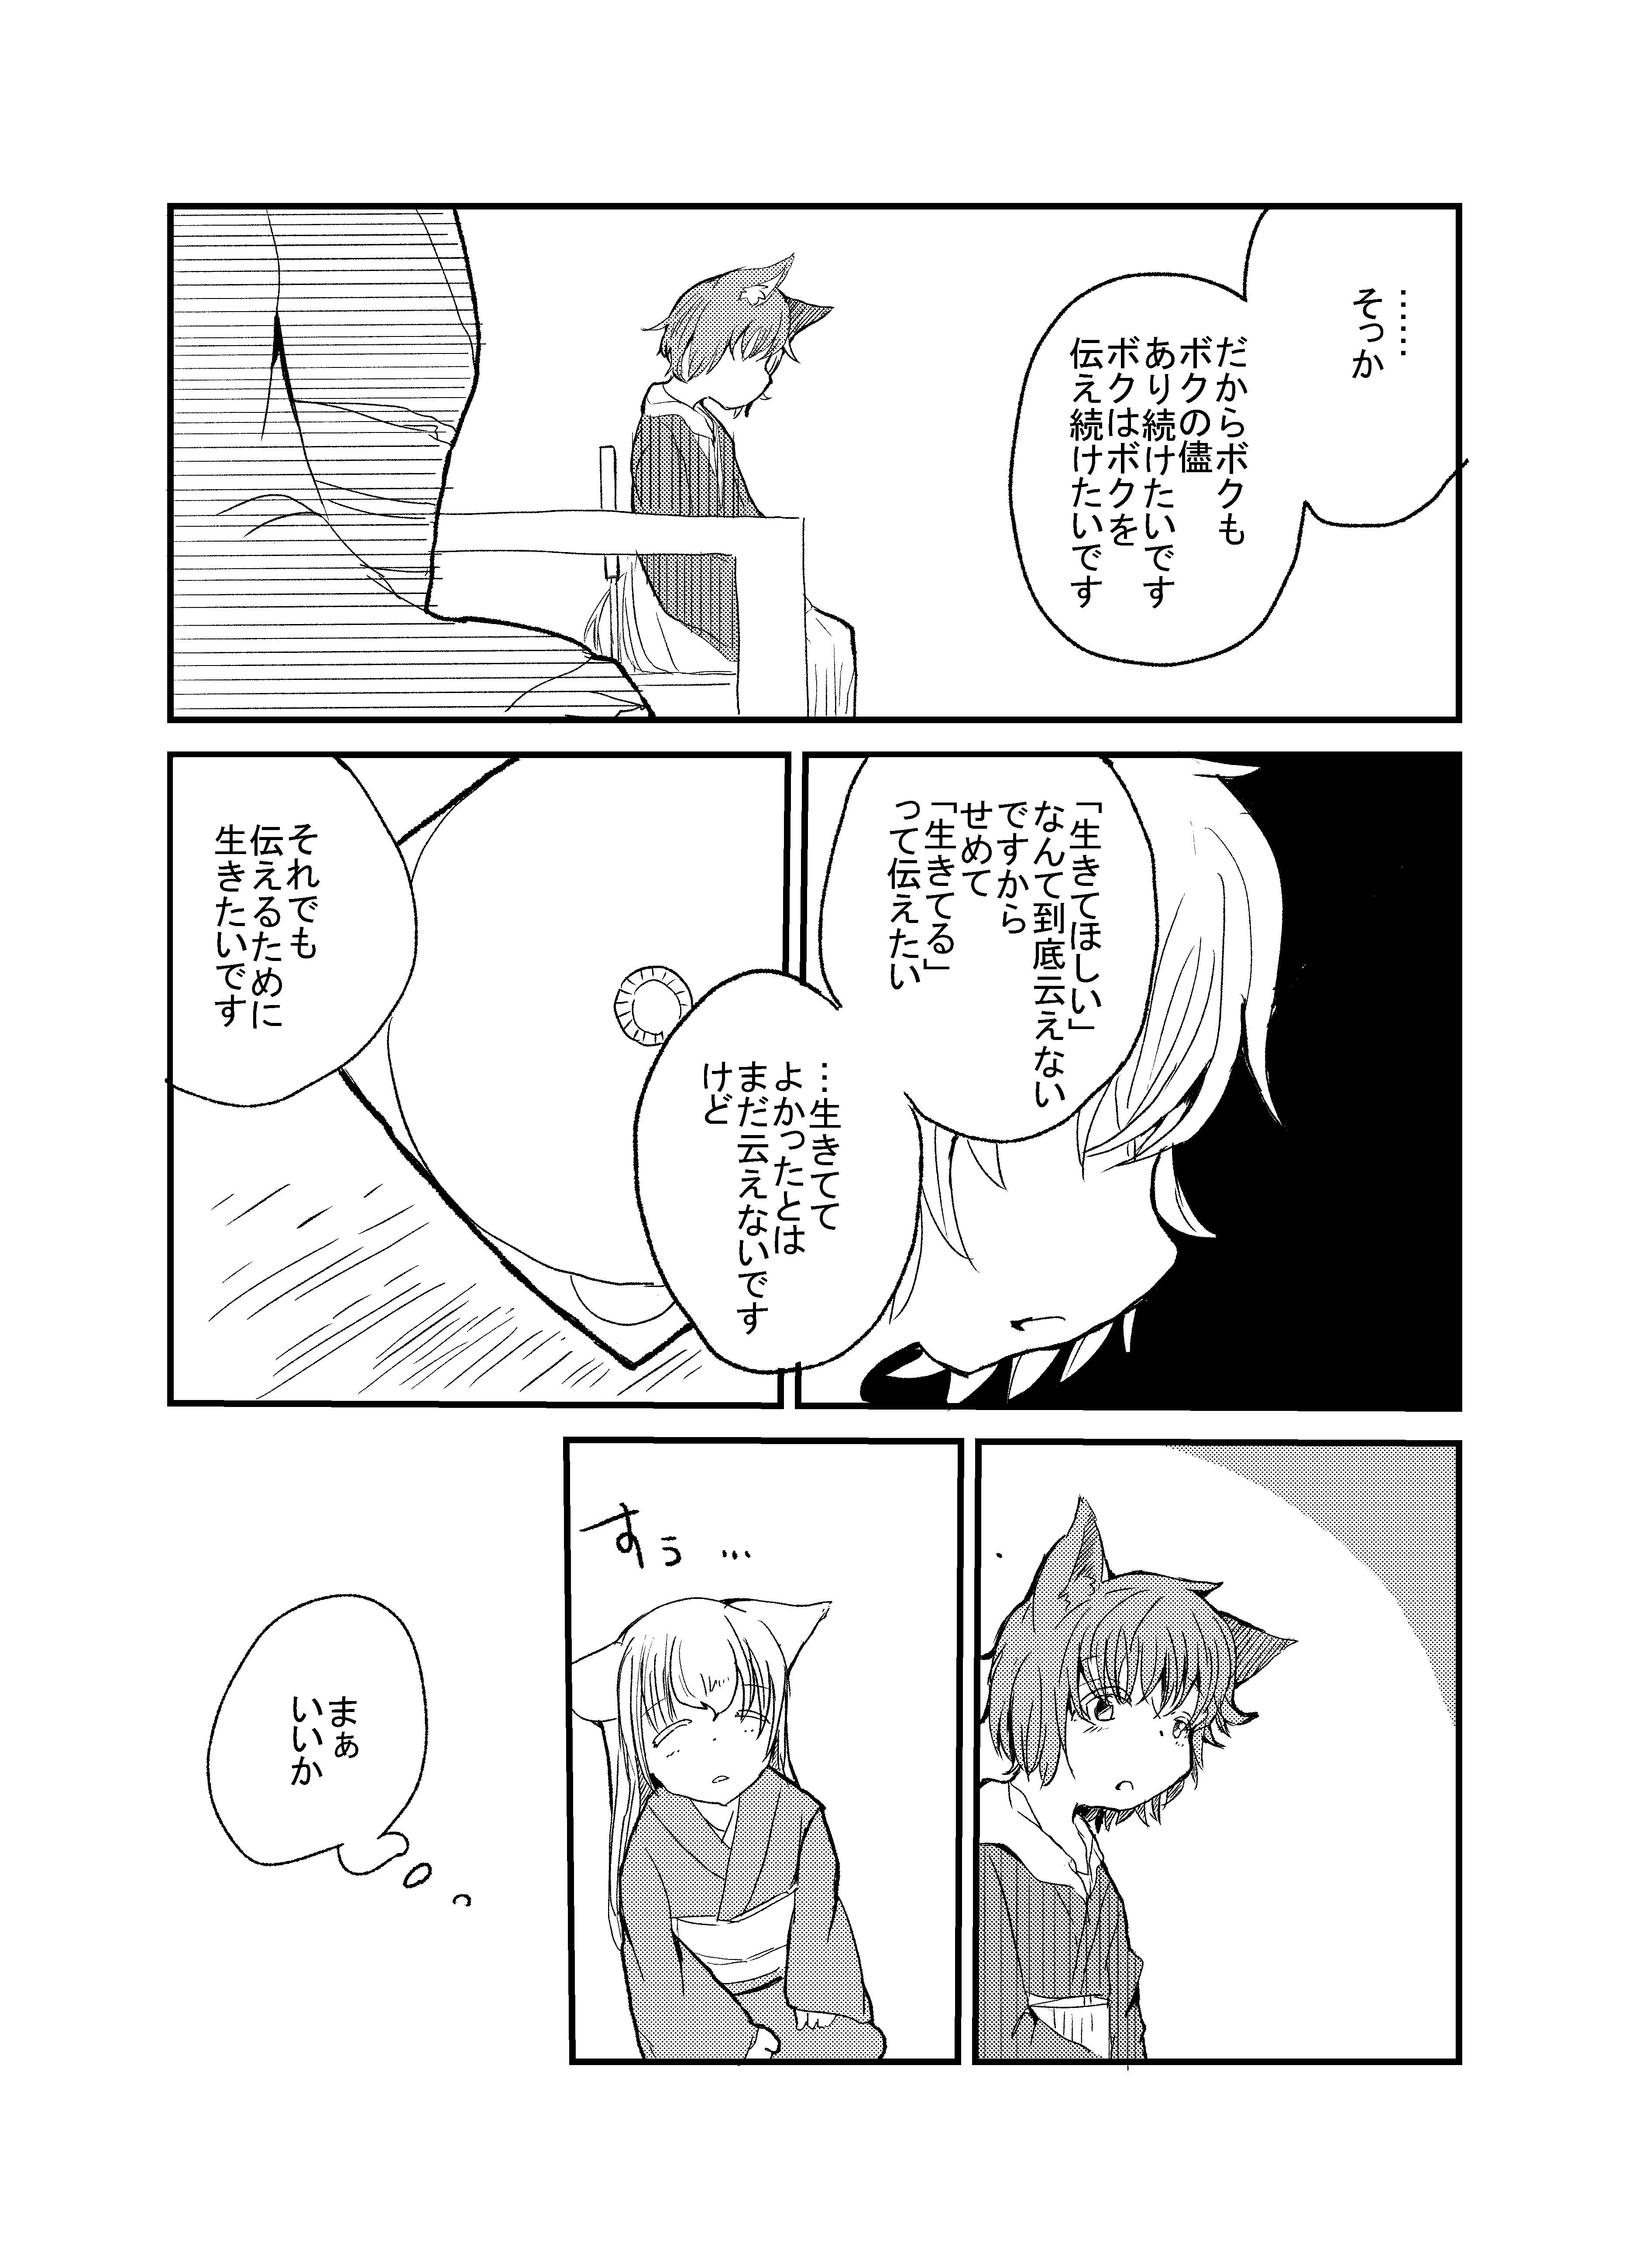 ……
そっか
だからボクも
ボクの儘
あり続けたいです
ボクはボクを
伝え続けたいです
「生きてほしい」
なんて到底云えない
ですから
せめて
「生きてる」
って伝えたい
…生きてて
よかったとは
まだ云えないです
けど
それでも
伝えるために
生きたいです
すぅ…
まぁ
いいか